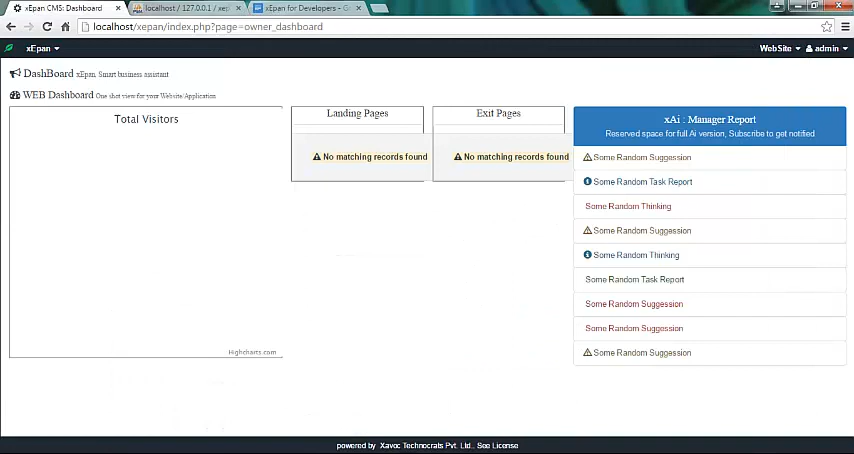 xEpan CMS: Dashboard
localhost / 127.0.0.1 / xep
xEpan for Developers - G
localhost/xepan/index.php?page=owner_dashboard
xEpan
WebSite
admin
DashBoard xEpan, Smart business assistant
WEB Dashboard One shot view for your Website/Application
Total Visitors
Highcharts.com
Landing Pages
No matching records found
Exit Pages
No matching records found
xAi : Manager Report
Reserved space for full Ai version, Subscribe to get notified
Some Random Suggession
Some Random Task Report
Some Random Thinking
Some Random Suggession
Some Random Thinking
Some Random Task Report
Some Random Suggession
Some Random Suggession
Some Random Suggession
powered by Xavoc Technocrats Pvt. Ltd.. See License